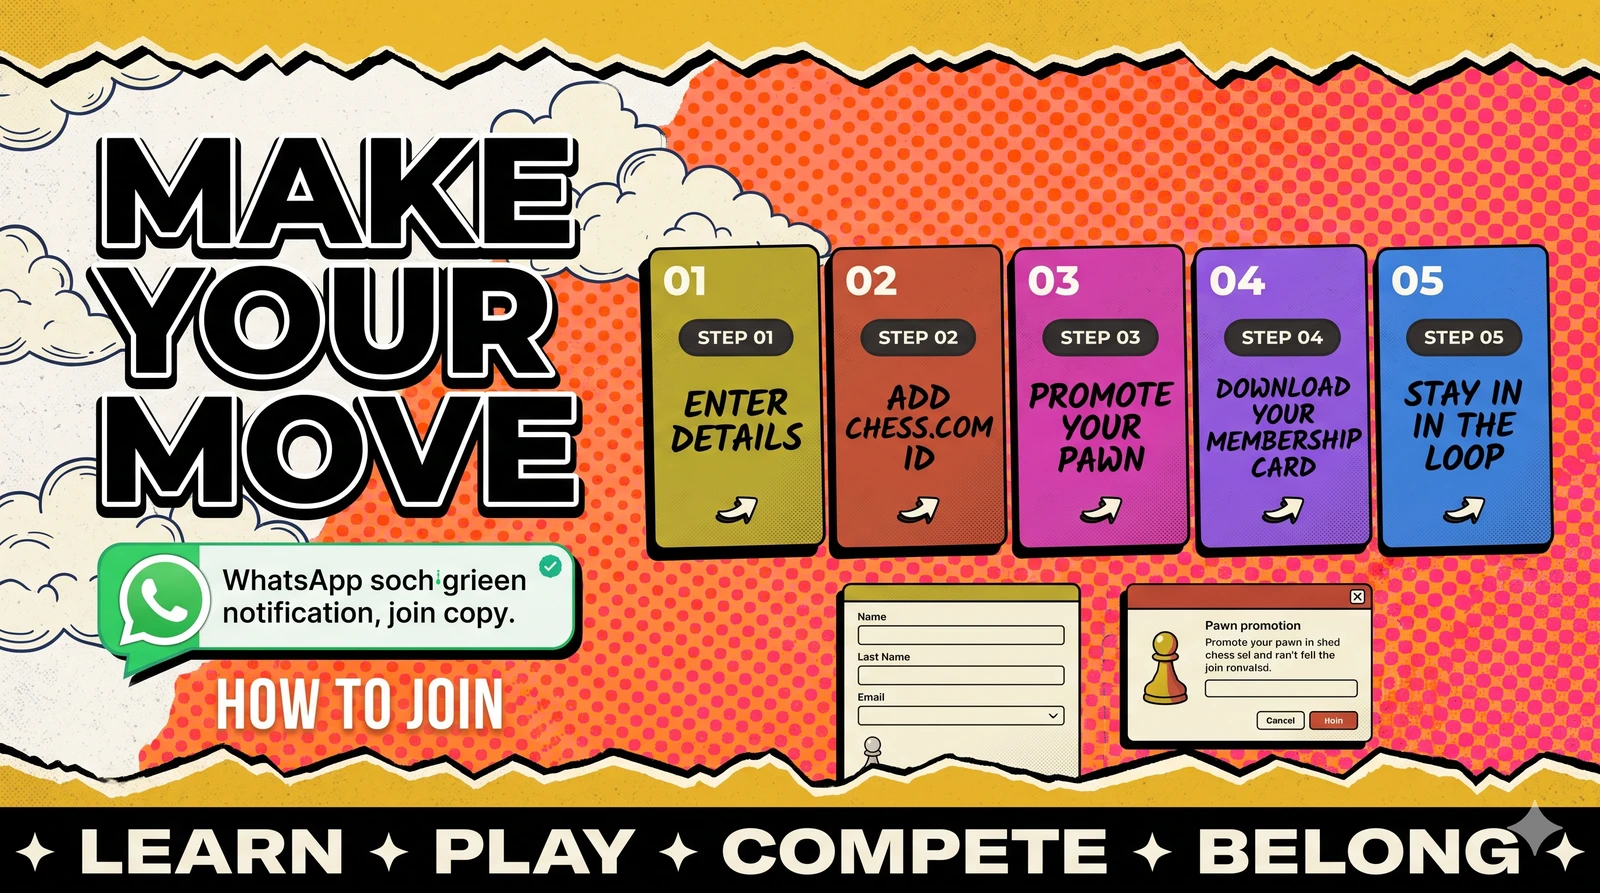 MAKE
YOUR
MOVE
WhatsApp soch grieen
notification, join copy.
HOW TO JOIN
01
STEP 01
ENTER
DETAILS
02
STEP 02
ADD
CHESS.COM
ID
03
STEP 03
PROMOTE
YOUR
PAWN
04
STEP 04
DOWNLOAD
YOUR
MEMBERSHIP
CARD
05
STEP 05
STAY IN
IN THE
LOOP
Name
Last Name
Email
Pawn promotion
Promote your pawn in shed
chess sel and ran't fell the
join ronvalsd.
Cancel
Hoin
LEARN PLAY COMPETE BELONG